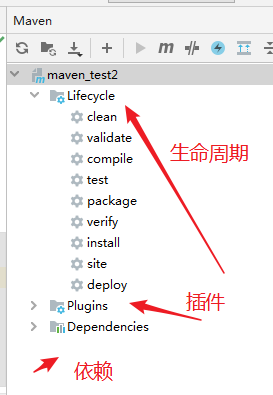 Maven
maven_test2
Lifecycle
clean
validate
compile
test
package
verify
install
site
deploy
Plugins
Dependencies
生命周期
插件
依赖